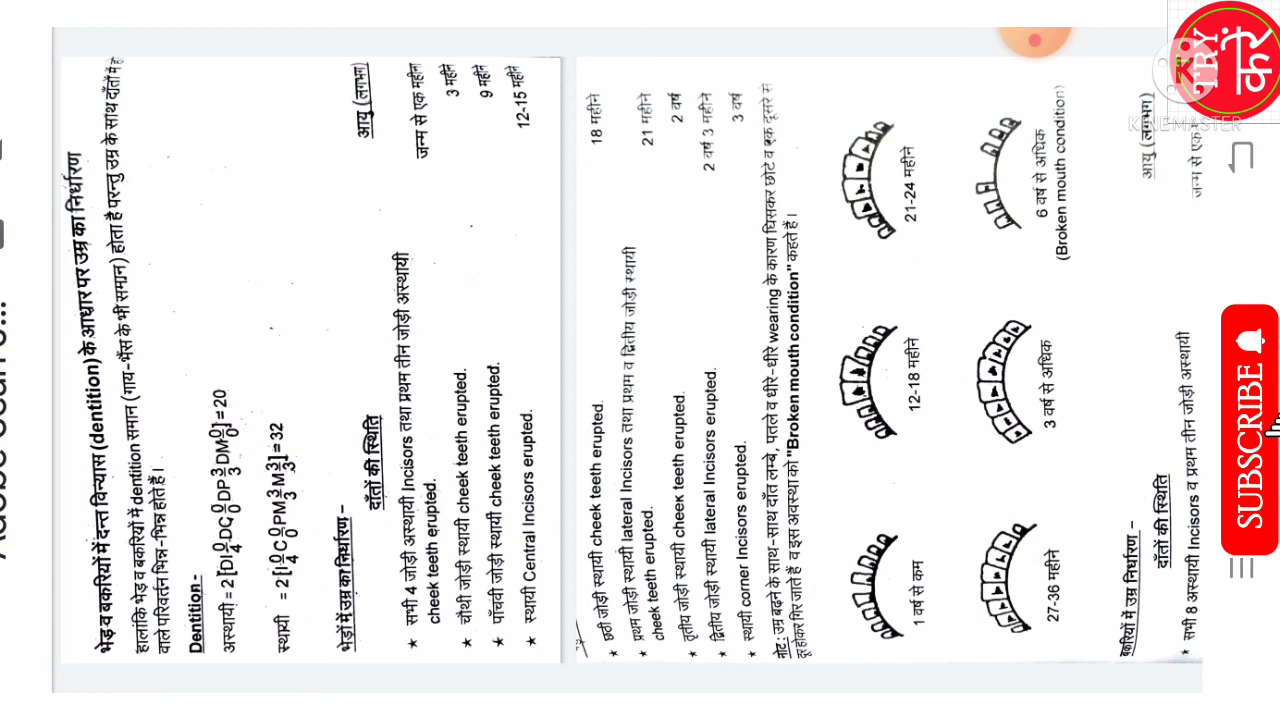 भेड़ व बकरियों में दन्त विन्यास (dentition) के आधार पर उम्र का निर्धारण
हालांकि भेड़ व बकरियों में dentition समान (गाय-भैंस के भी समान) होता है परन्तु उम्र के साथ दाँतों में
वाले परिवर्तन भिन्न-भिन्न होते हैं।
Dentition-
अस्थायी = 2 [DI 0/4 DC 0/0 DP 3/3 DM 0/0] = 20
स्थायी = 2 [I 0/4 C 0/0 PM 3/3 M 3/3] = 32
भेड़ों में उम्र का निर्धारण –
दाँतों की स्थिति आयु (लगभग)
★ सभी 4 जोड़ी अस्थायी Incisors तथा प्रथम तीन जोड़ी अस्थायी जन्म से एक महीना
cheek teeth erupted.
★ चौथी जोड़ी स्थायी cheek teeth erupted. 3 महीने
★ पाँचवी जोड़ी स्थायी cheek teeth erupted. 9 महीने
★ स्थायी Central Incisors erupted. 12-15 महीने
★ छठी जोड़ी स्थायी cheek teeth erupted. 18 महीने
★ प्रथम जोड़ी स्थायी lateral Incisors तथा प्रथम व द्वितीय जोड़ी स्थायी 21 महीने
cheek teeth erupted.
★ तृतीय जोड़ी स्थायी cheeek teeth erupted. 2 वर्ष
★ द्वितीय जोड़ी स्थायी lateral Incisors erupted. 2 वर्ष 3 महीने
★ स्थायी corner Incisors erupted. 3 वर्ष
नोट : उम्र बढ़ने के साथ-साथ दाँत लम्बे, पतले व धीरे-धीरे wearing के कारण घिसकर छोटे व एक दूसरे से
दूर होकर गिर जाते हैं व इस अवस्था को "Broken mouth condition" कहते हैं।
1 वर्ष से कम 12-18 महीने 21-24 महीने
27-36 महीने 3 वर्ष से अधिक 6 वर्ष से अधिक
(Broken mouth condition)
बकरियों में उम्र निर्धारण –
दाँतों की स्थिति आयु (लगभग)
★ सभी 8 अस्थायी Incisors व प्रथम तीन जोड़ी अस्थायी जन्म से एक
TRY
करें
KINEMASTER
SUBSCRIBE